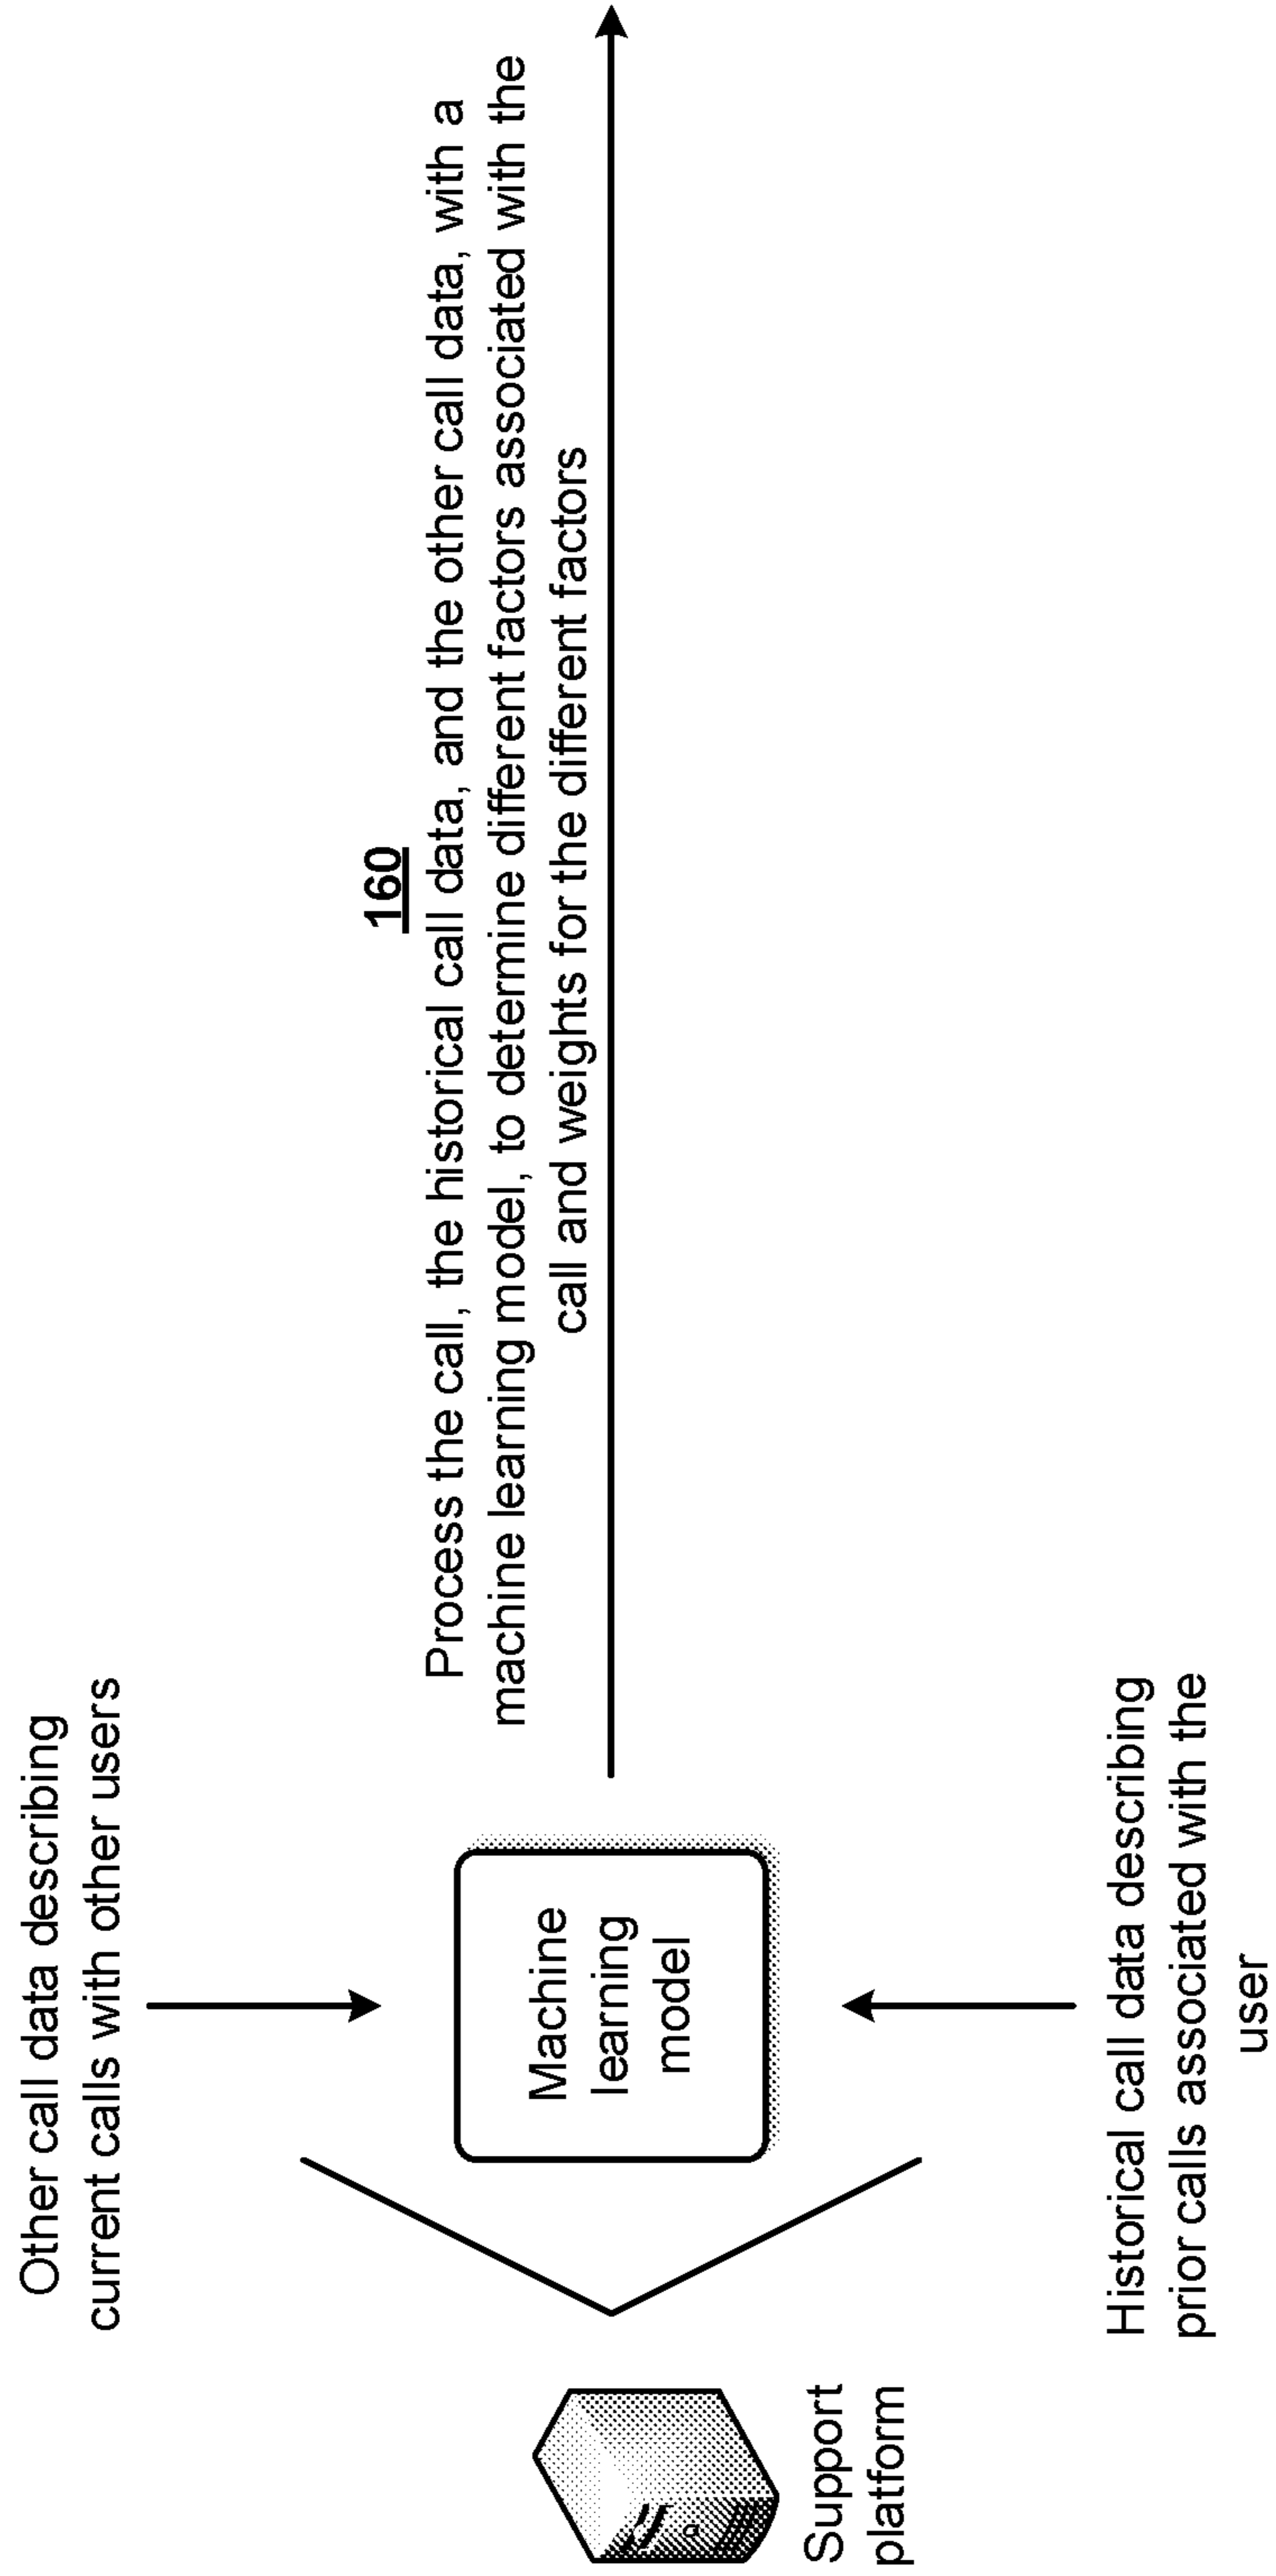 Other call data describing
current calls with other users
160
Process the call, the historical call data, and the other call data, with a
machine learning model, to determine different factors associated with the
call and weights for the different factors
Machine
learning
model
Support
platform
Historical call data describing
prior calls associated with the
user